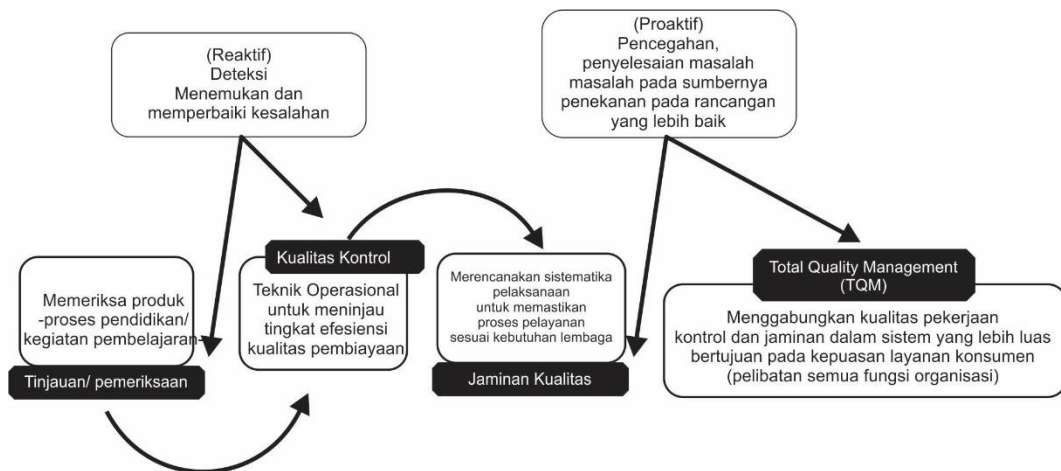 (Reaktif)
Deteksi
Menemukan dan
memperbaiki kesalahan
(Proaktif)
Pencegahan,
penyelesaian masalah
masalah pada sumbernya
penekanan pada rancangan
yang lebih baik
Memeriksa produk
-proses pendidikan/
kegiatan pembelajaran-
Tinjauan/ pemeriksaan
Kualitas Kontrol
Teknik Operasional
untuk meninjau
tingkat efesiensi
kualitas pembiayaan
Merencanakan sistematika
pelaksanaan
untuk memastikan
proses pelayanan
sesuai kebutuhan lembaga
Jaminan Kualitas
Total Quality Management
(TQM)
Menggabungkan kualitas pekerjaan
kontrol dan jaminan dalam sistem yang lebih luas
bertujuan pada kepuasan layanan konsumen
(pelibatan semua fungsi organisasi)